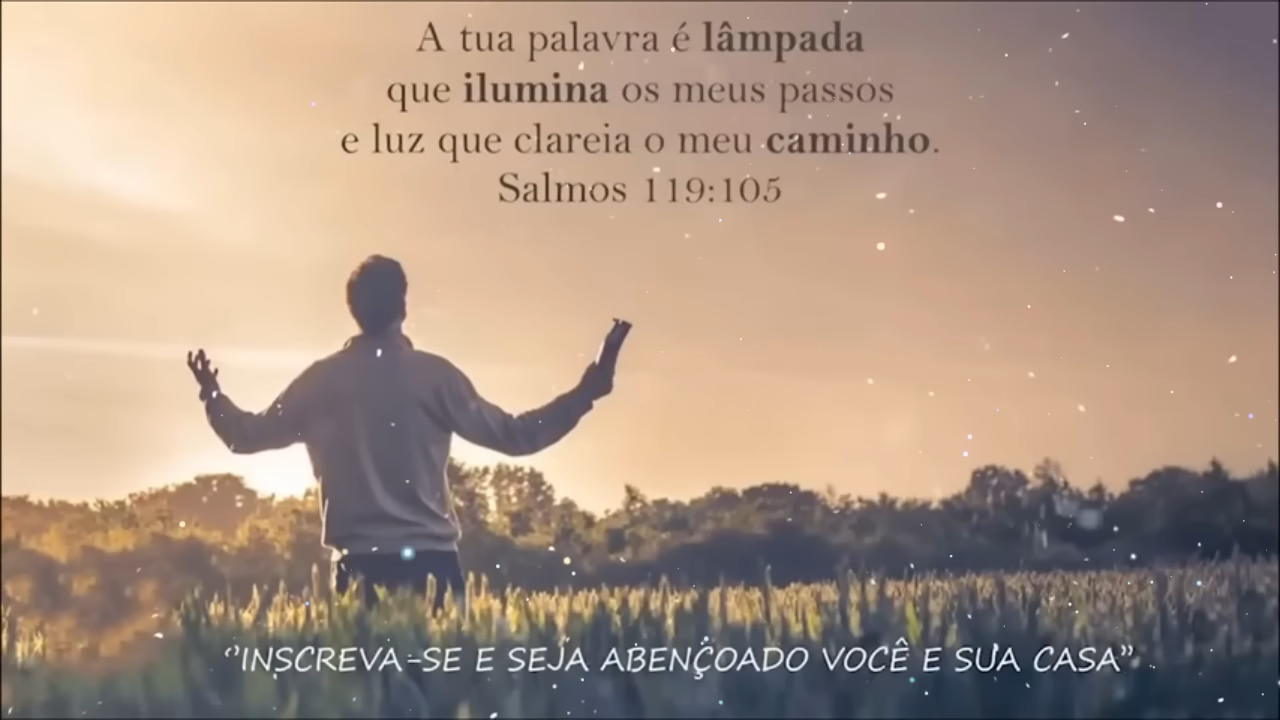 A tua palavra é lâmpada
que ilumina os meus passos
e luz que clareia o meu caminho.
Salmos 119:105
“INSCREVA-SE E SEJA ABENÇOADO VOCÊ E SUA CASA”